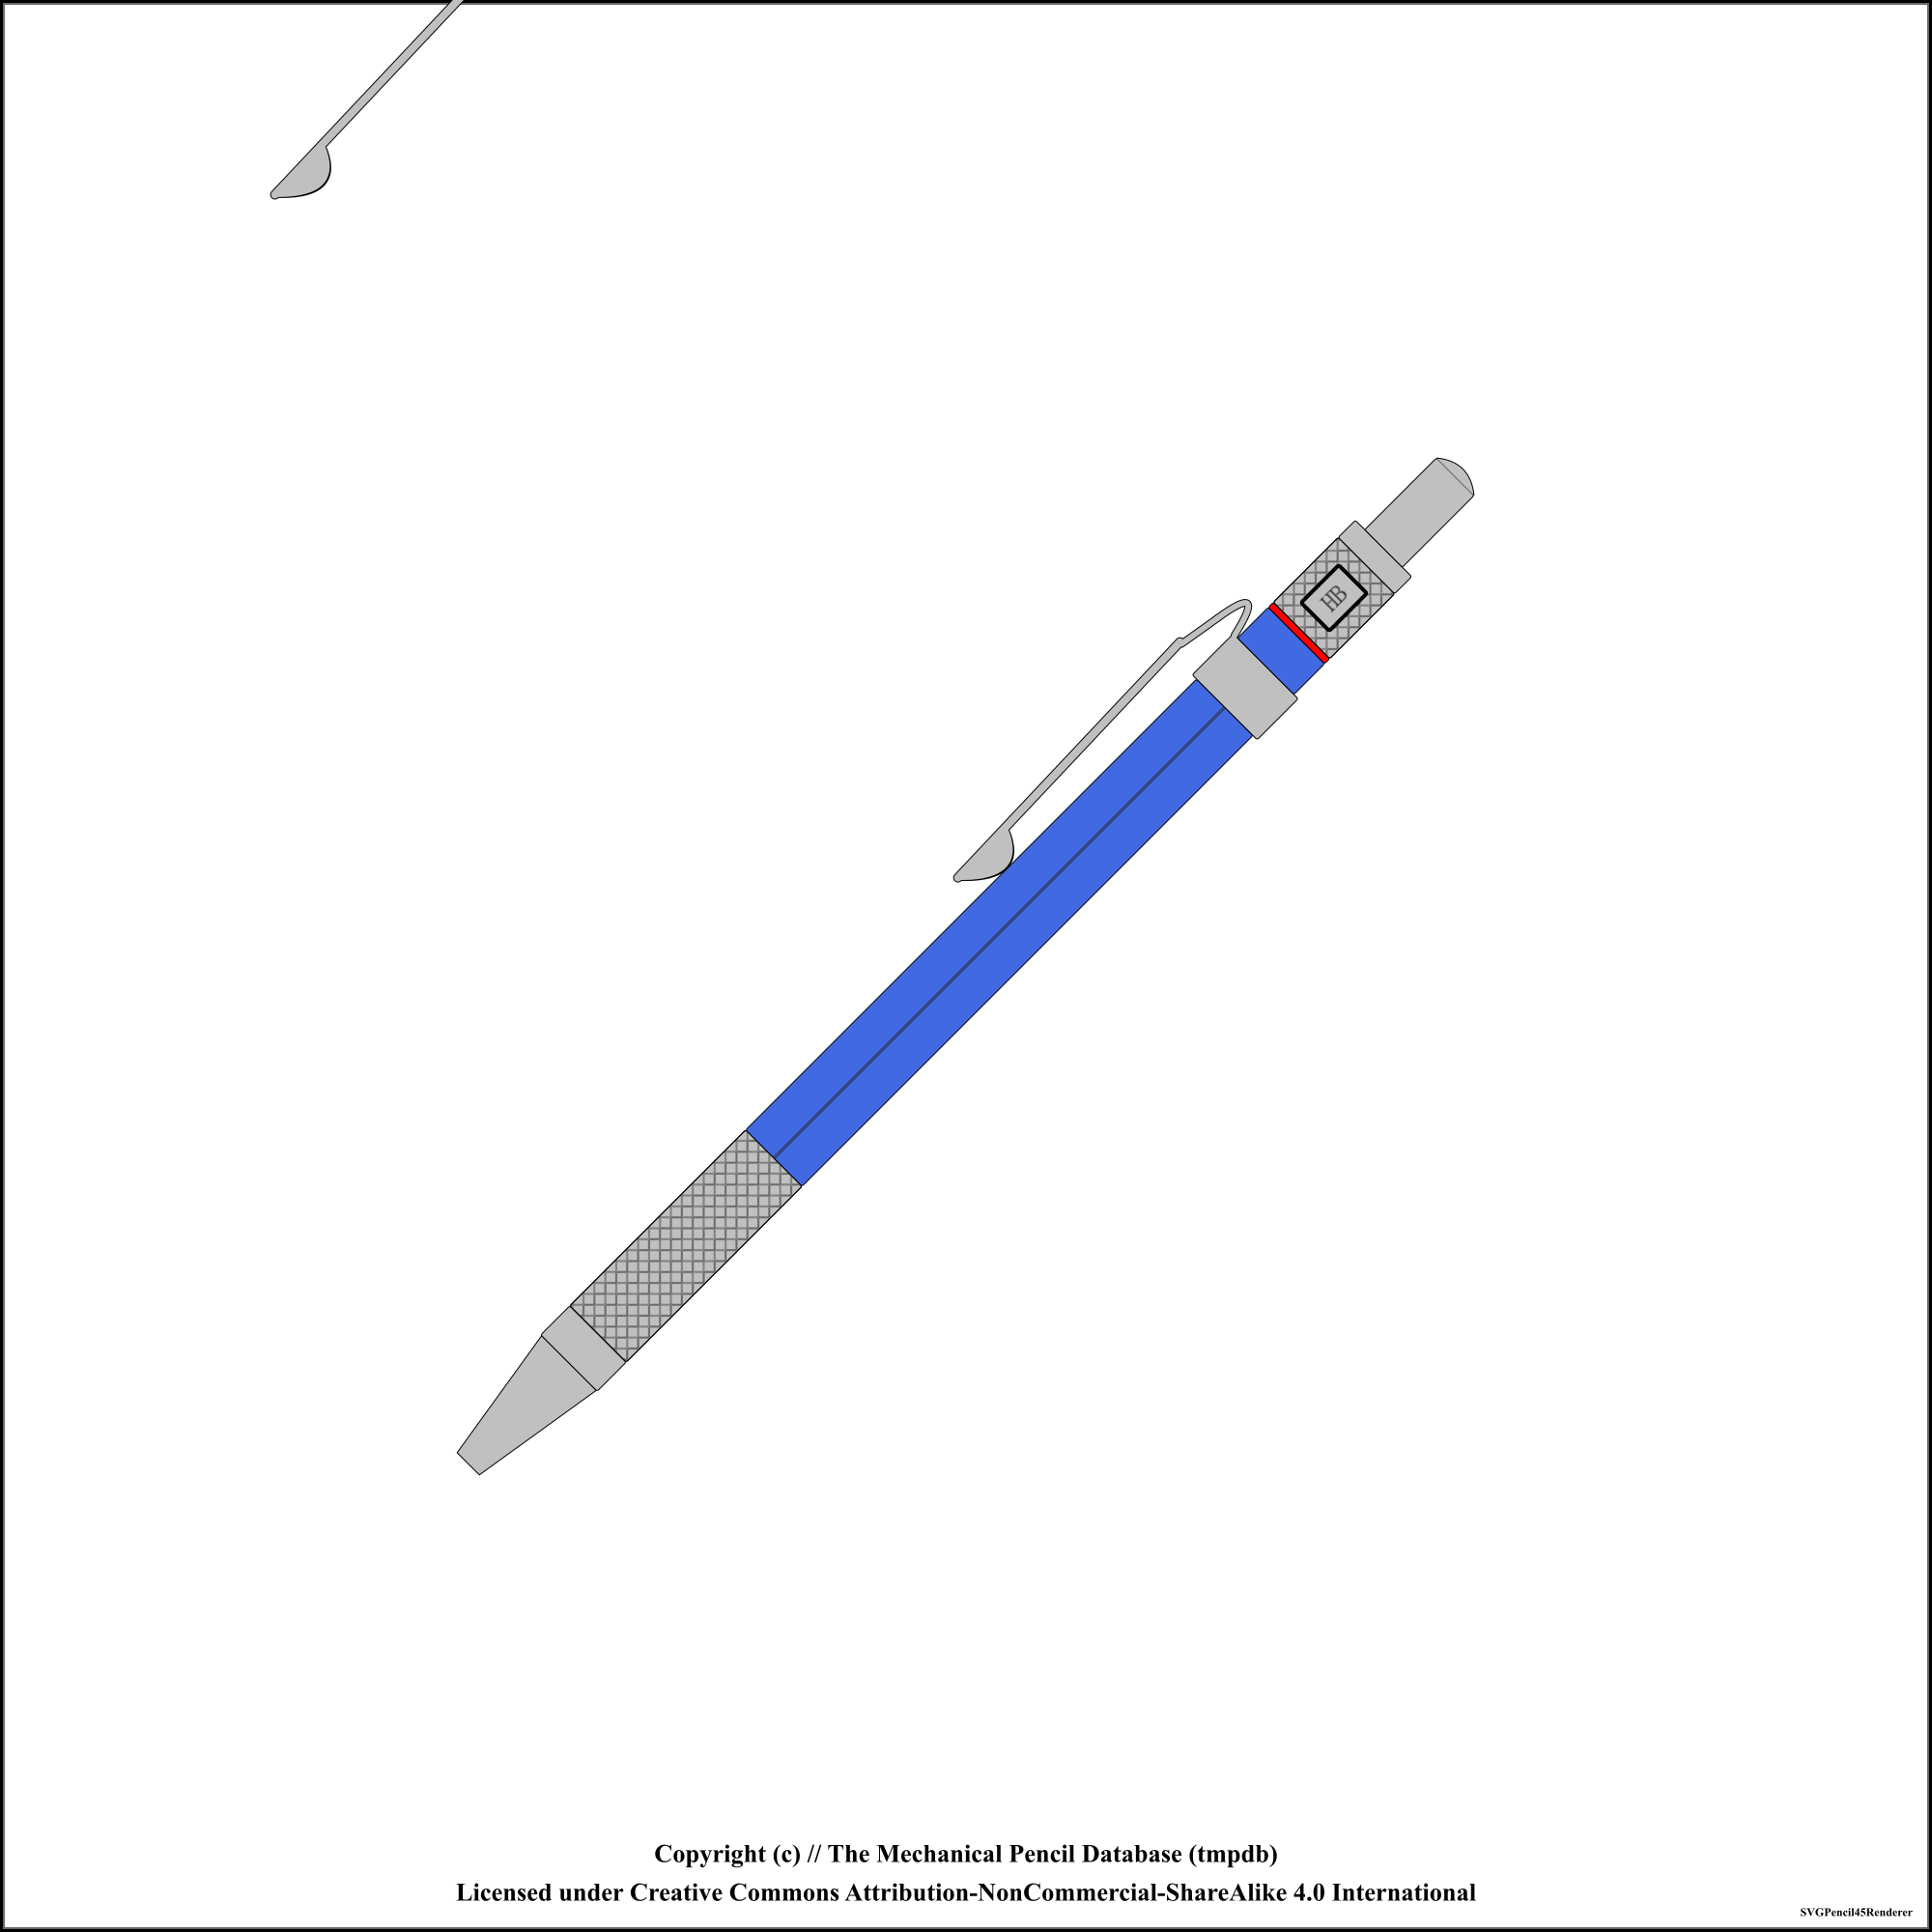 HB
Copyright (c) // The Mechanical Pencil Database (tmpdb)
Licensed under Creative Commons Attribution-NonCommercial-ShareAlike 4.0 International
SVGPencil45Renderer